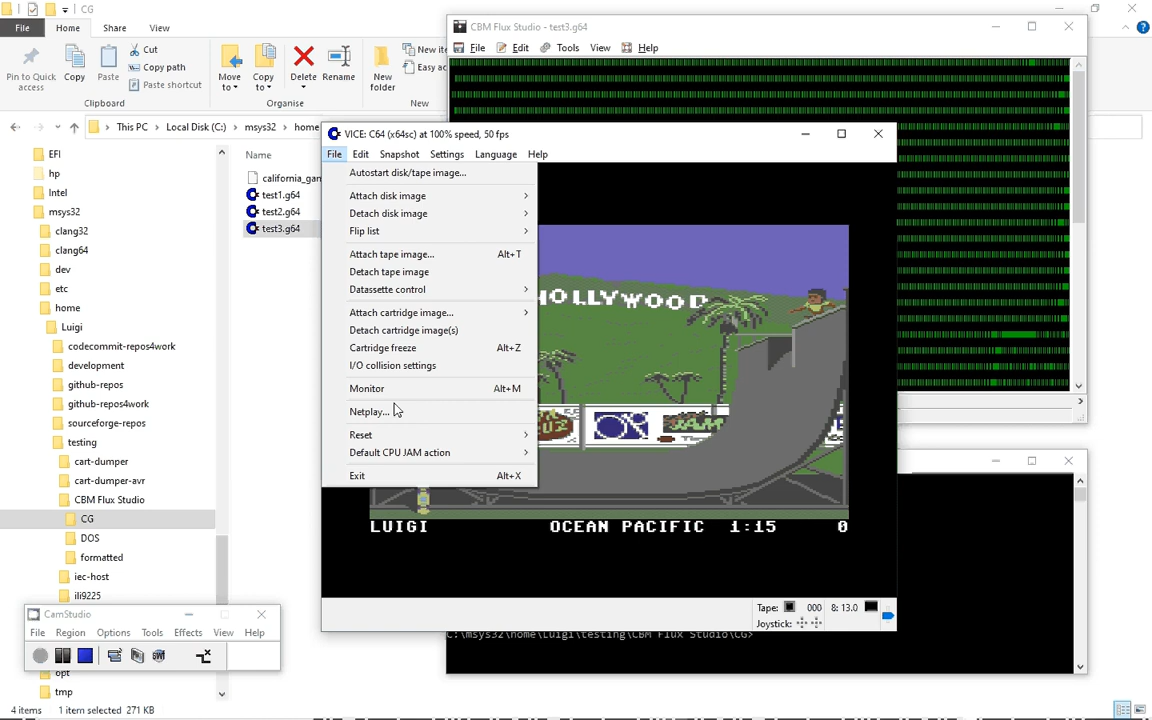 CG
File Home Share View
Pin to Quick access
Copy
Paste
Cut
Copy path
Paste shortcut
Clipboard
Move to
Copy to
Delete
Rename
Organise
New folder
Easy ac
New
This PC > Local Disk (C:) > msys32 > home
EFI
hp
Intel
msys32
clang32
clang64
dev
etc
home
Luigi
codecommit-repos4work
development
github-repos
github-repos4work
sourceforge-repos
testing
cart-dumper
cart-dumper-avr
CBM Flux Studio
CG
DOS
formatted
iec-host
ili9225
opt
tmp
Name
california_gan
test1.g64
test2.g64
test3.g64
4 items 1 item selected 271 KB
CBM Flux Studio - test3.g64
File Edit Tools View Help
VICE: C64 (x64sc) at 100% speed, 50 fps
File Edit Snapshot Settings Language Help
Autostart disk/tape image...
Attach disk image
Detach disk image
Flip list
Attach tape image... Alt+T
Detach tape image
Datassette control
Attach cartridge image...
Detach cartridge image(s)
Cartridge freeze Alt+Z
I/O collision settings
Monitor Alt+M
Netplay...
Reset
Default CPU JAM action
Exit Alt+X
HOLLYWOOD
LUIGI OCEAN PACIFIC 1:15 0
Tape: 000 8: 13.0
Joystick:
C:\msys32\home\Luigi\testing\CBM Flux Studio\CG>
CamStudio
File Region Options Tools Effects View Help